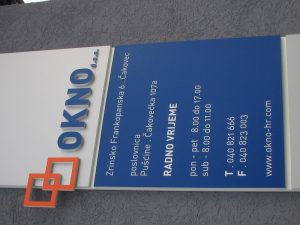 OKNO d.o.o.
Zrinsko Frankopanska 6 Čakovec
poslovnica
Pušćine, Čakovečka 107a
RADNO VRIJEME
pon - pet 8.00 do 17.00
sub - 8.00 do 11.00
T : 040 821 666
F : 040 823 003
www.okno-hr.com